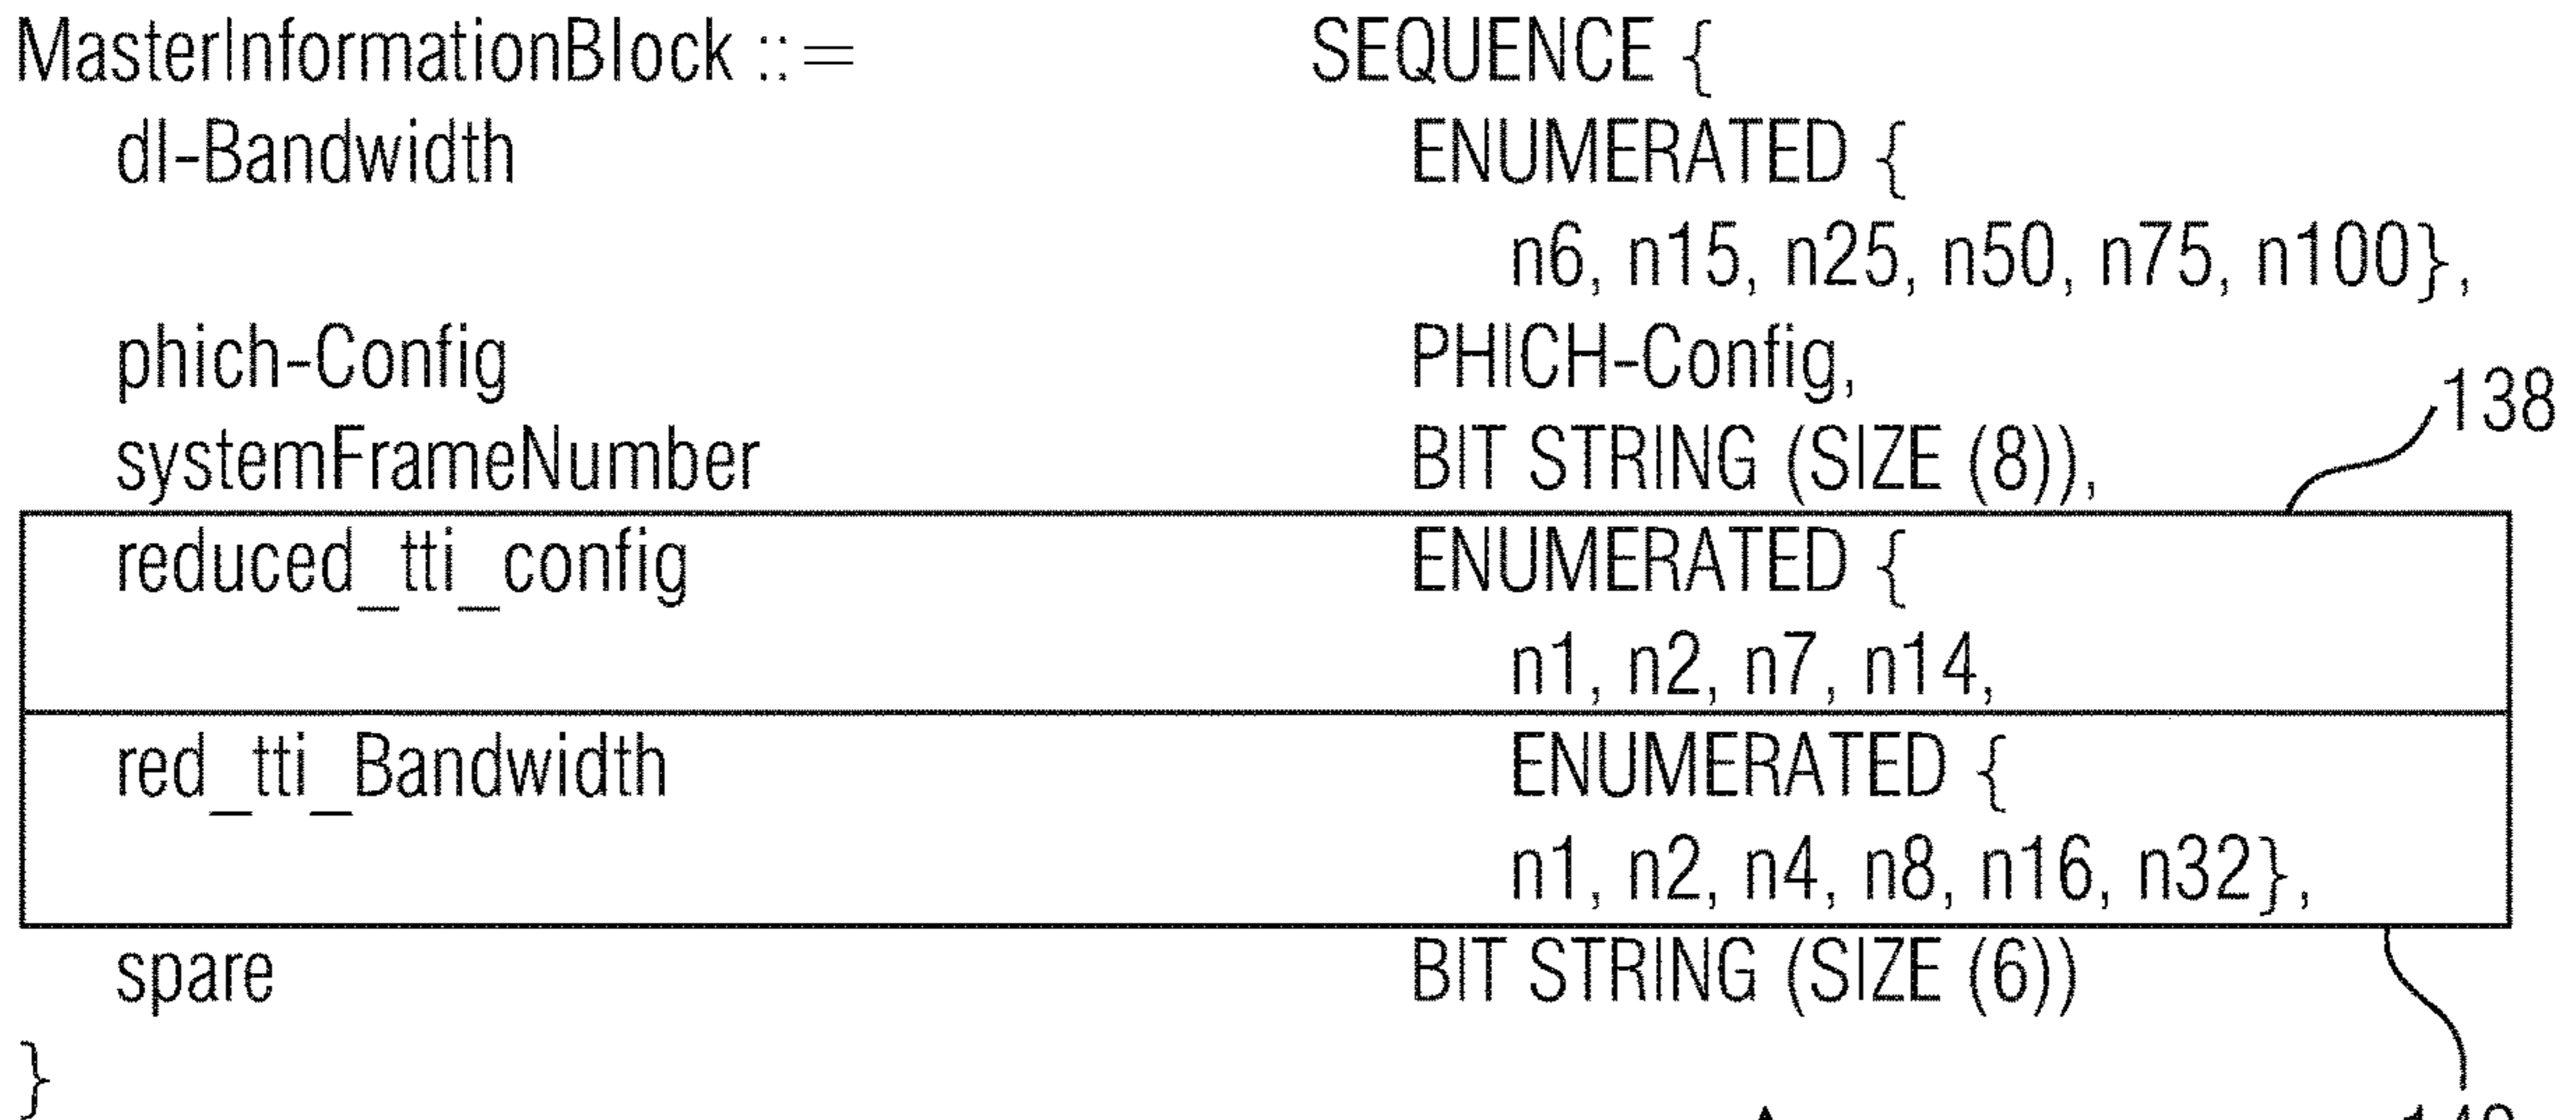 MasterInformationBlock ::= SEQUENCE {
dl-Bandwidth ENUMERATED {
n6, n15, n25, n50, n75, n100},
phich-Config PHICH-Config,
138
systemFrameNumber BIT STRING (SIZE (8)),
reduced_tti_config ENUMERATED {
n1, n2, n7, n14,
red_tti_Bandwidth ENUMERATED {
n1, n2, n4, n8, n16, n32},
spare BIT STRING (SIZE (6))
}